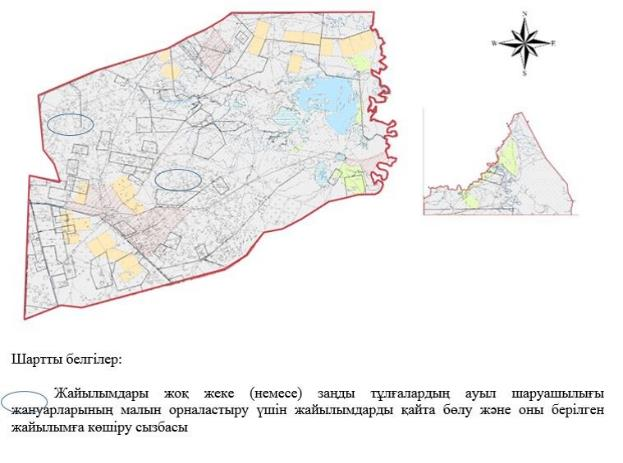 N
W E
S
Шартты белгілер:
Жайылымдары жоқ жеке (немесе) заңды тұлғалардың ауыл шаруашылығы
жануарларының малын орналастыру үшін жайылымдарды қайта бөлу және оны берілген
жайылымға көшіру сызбасы